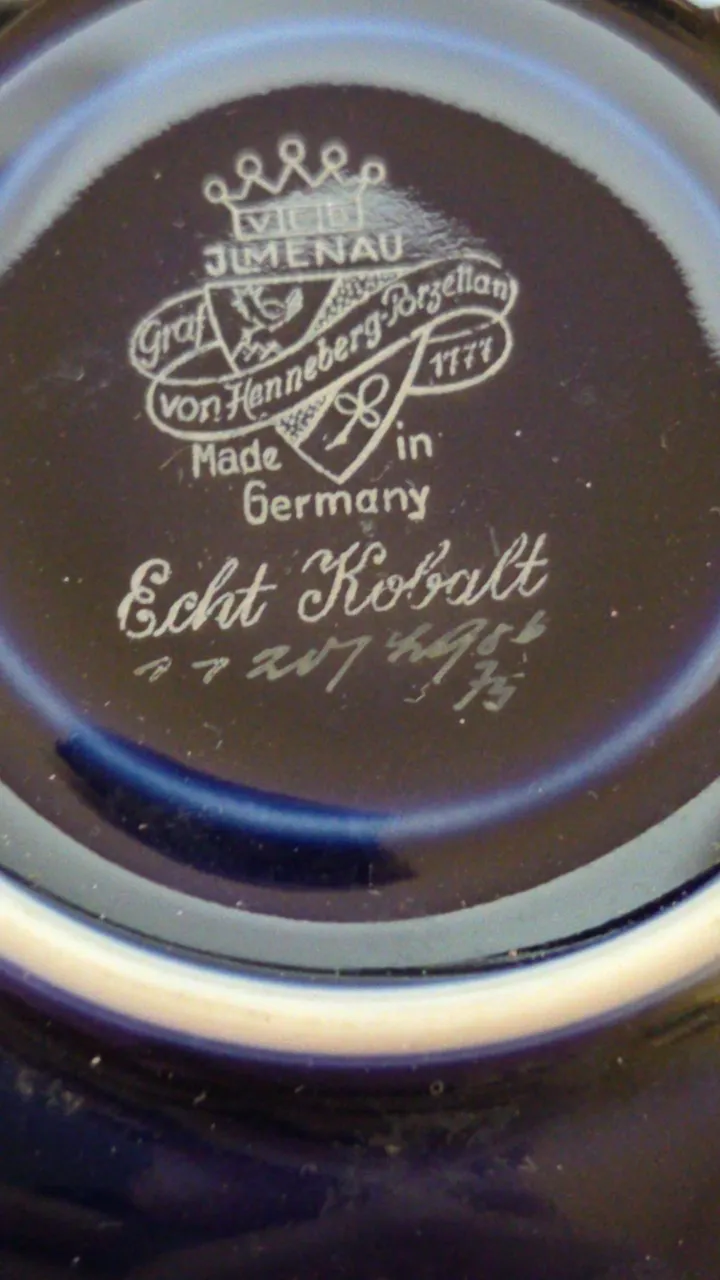 VEB
JLMENAU
Graf
von Henneberg-Porzellan
1777
Made in
Germany
Echt Kobalt